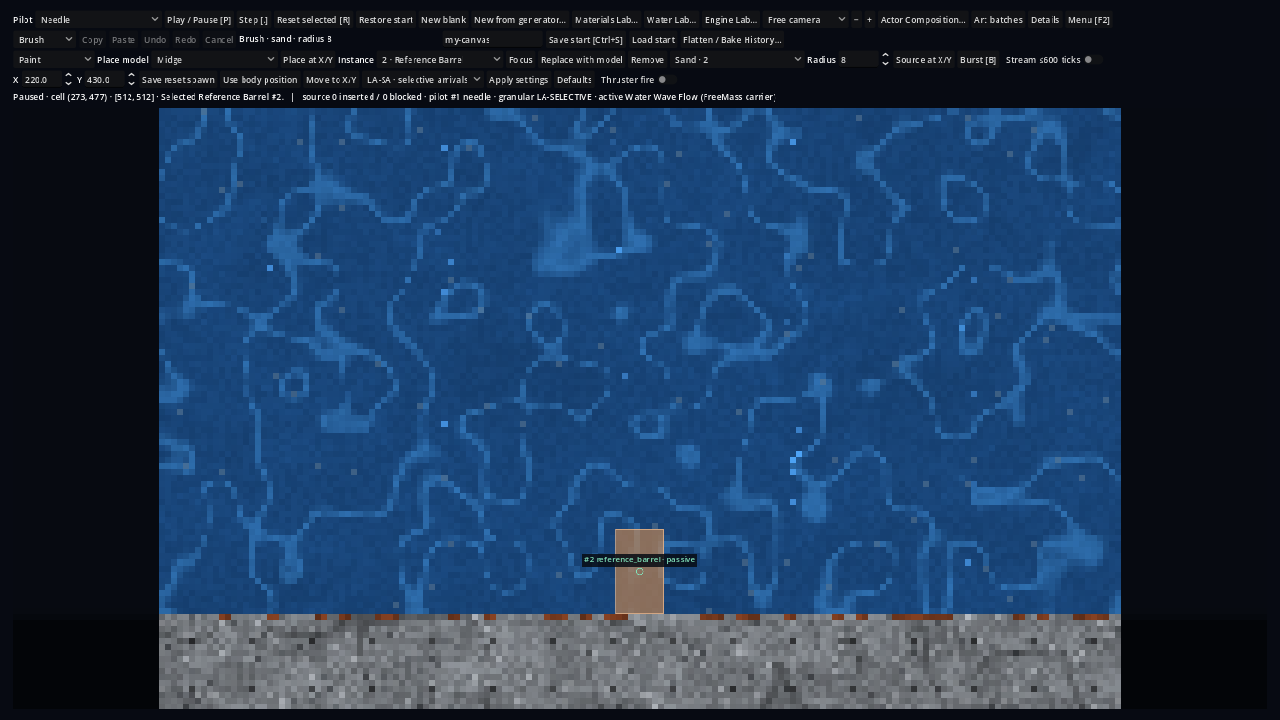 Pilot Needle Play / Pause [P] Step [.] Reset selected [R] Restore start New blank New from generator... Materials Lab... Water Lab... Engine Lab... Free camera − + Actor Composition... Ar: batches Details Menu [F2]
Brush Copy Paste Undo Redo Cancel Brush · sand · radius 8 my-canvas Save start [Ctrl+S] Load start Flatten / Bake History...
Paint Place model Midge Place at X/Y Instance 2 · Reference Barre Focus Replace with model Remove Sand · 2 Radius 8 Source at X/Y Burst [B] Stream ≤600 ticks
X 220.0 Y 430.0 Save resets pawn Use body position Move to X/Y LA-SA · selective arrivals Apply settings Defaults Thruster fire
Paused · cell (273, 477) · [512, 512] · Selected Reference Barrel #2. | source 0 inserted / 0 blocked · pilot #1 needle · granular LA-SELECTIVE · active Water Wave Flow (FreeMass carrier)
#2 reference_barrel · passive